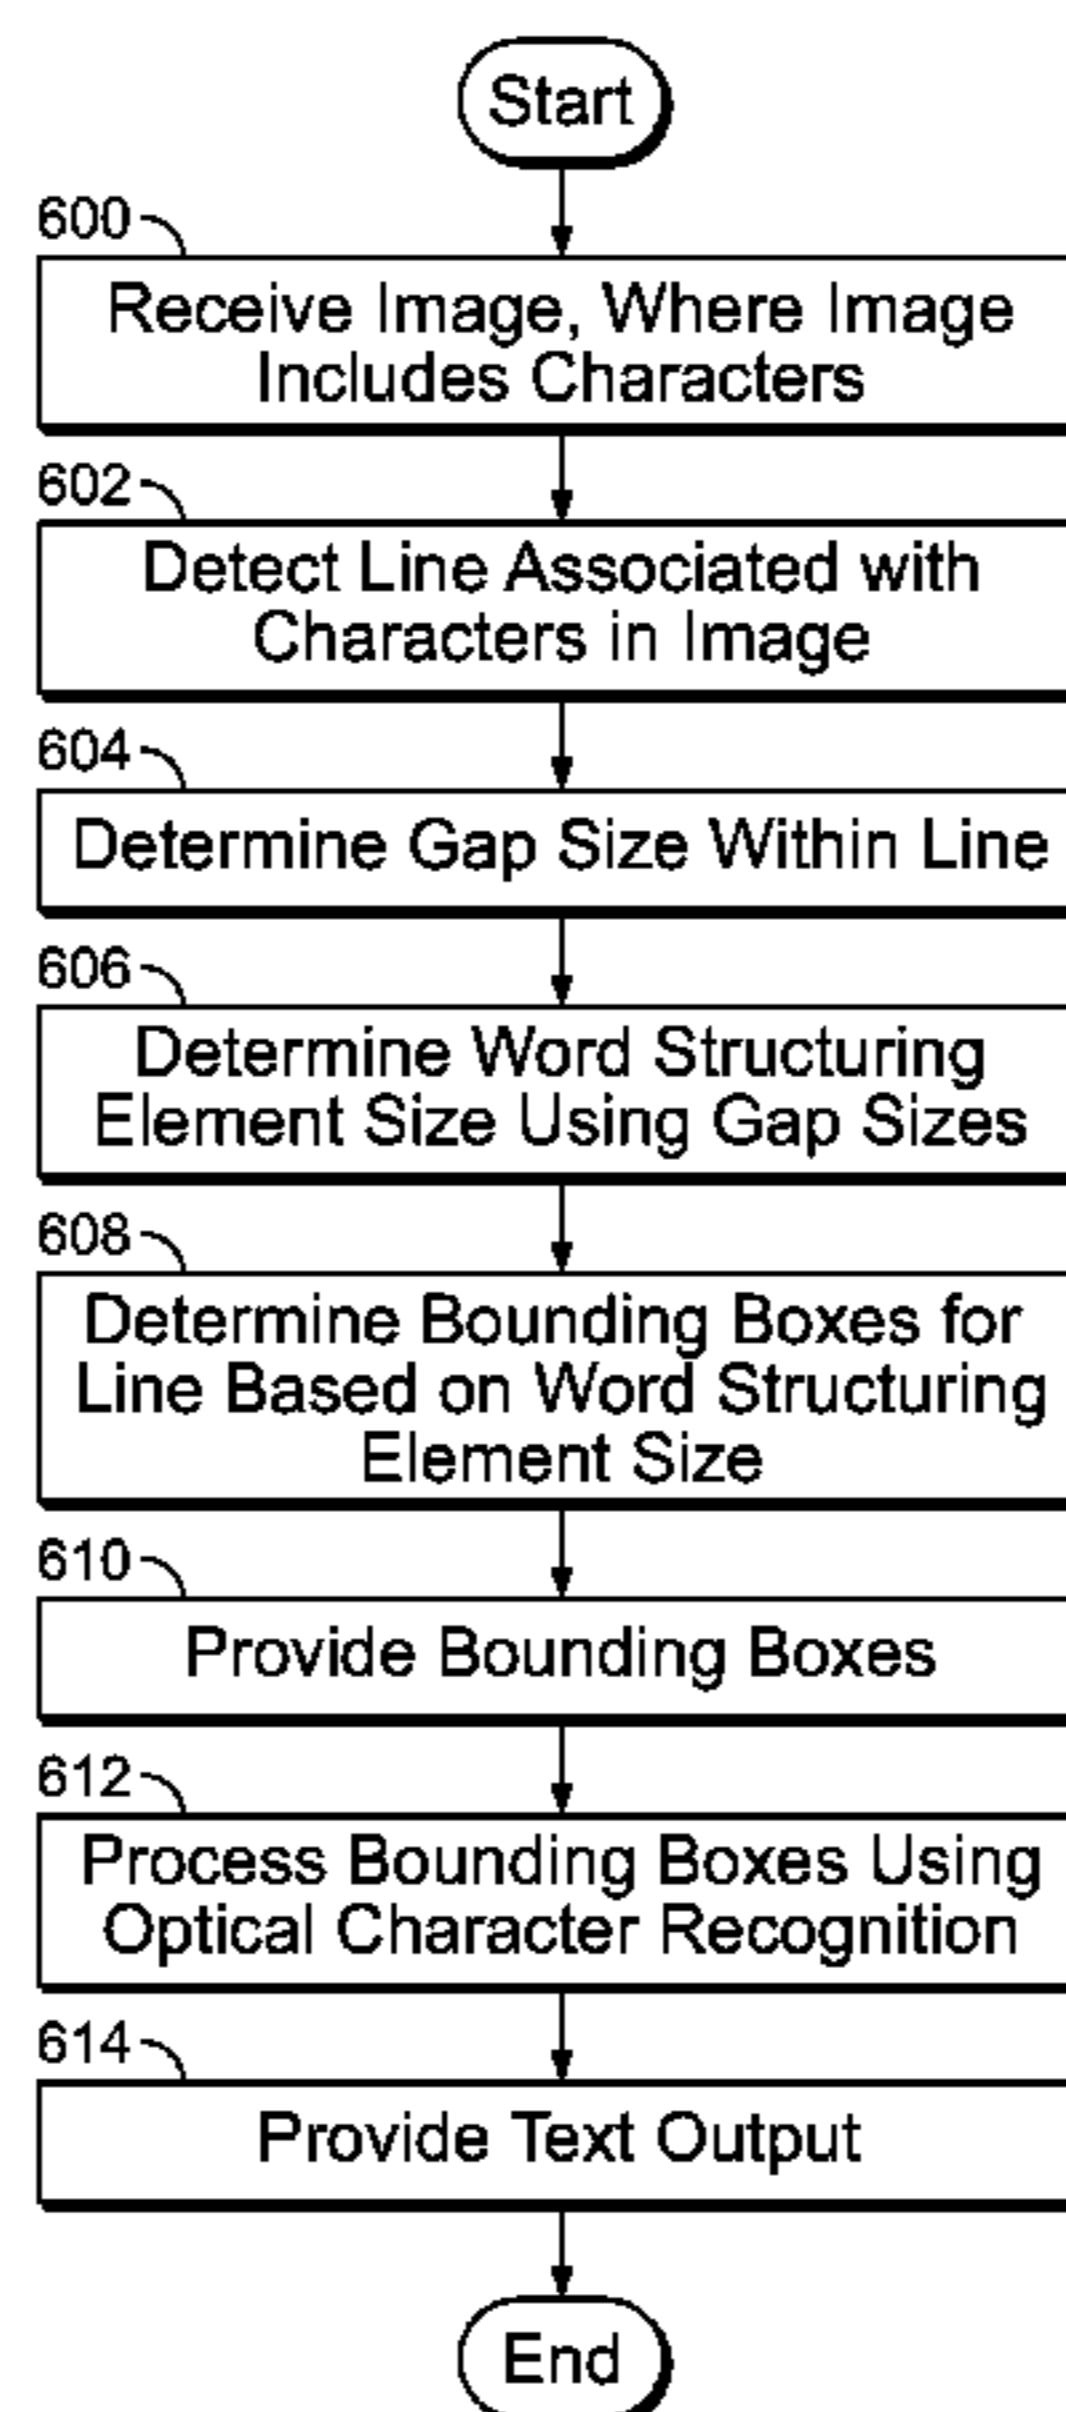 Start
600
Receive Image, Where Image
Includes Characters
602
Detect Line Associated with
Characters in Image
604
Determine Gap Size Within Line
606
Determine Word Structuring
Element Size Using Gap Sizes
608
Determine Bounding Boxes for
Line Based on Word Structuring
Element Size
610
Provide Bounding Boxes
612
Process Bounding Boxes Using
Optical Character Recognition
614
Provide Text Output
End